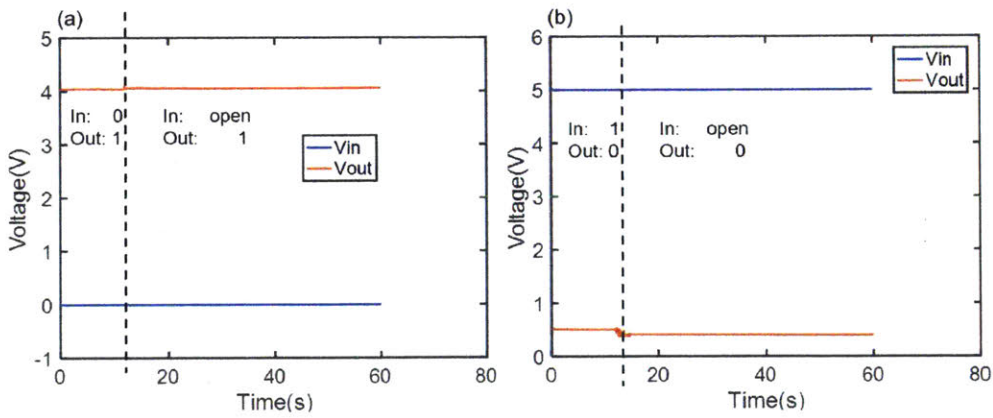 (a)
5
4
3
2
1
0
-1
Voltage(V)
In: 0 In: open
Out: 1 Out: 1
Vin
Vout
0 20 40 60 80
Time(s)
(b)
6
5
4
3
2
1
0
Voltage(V)
Vin
Vout
In: 1 In: open
Out: 0 Out: 0
0 20 40 60 80
Time(s)